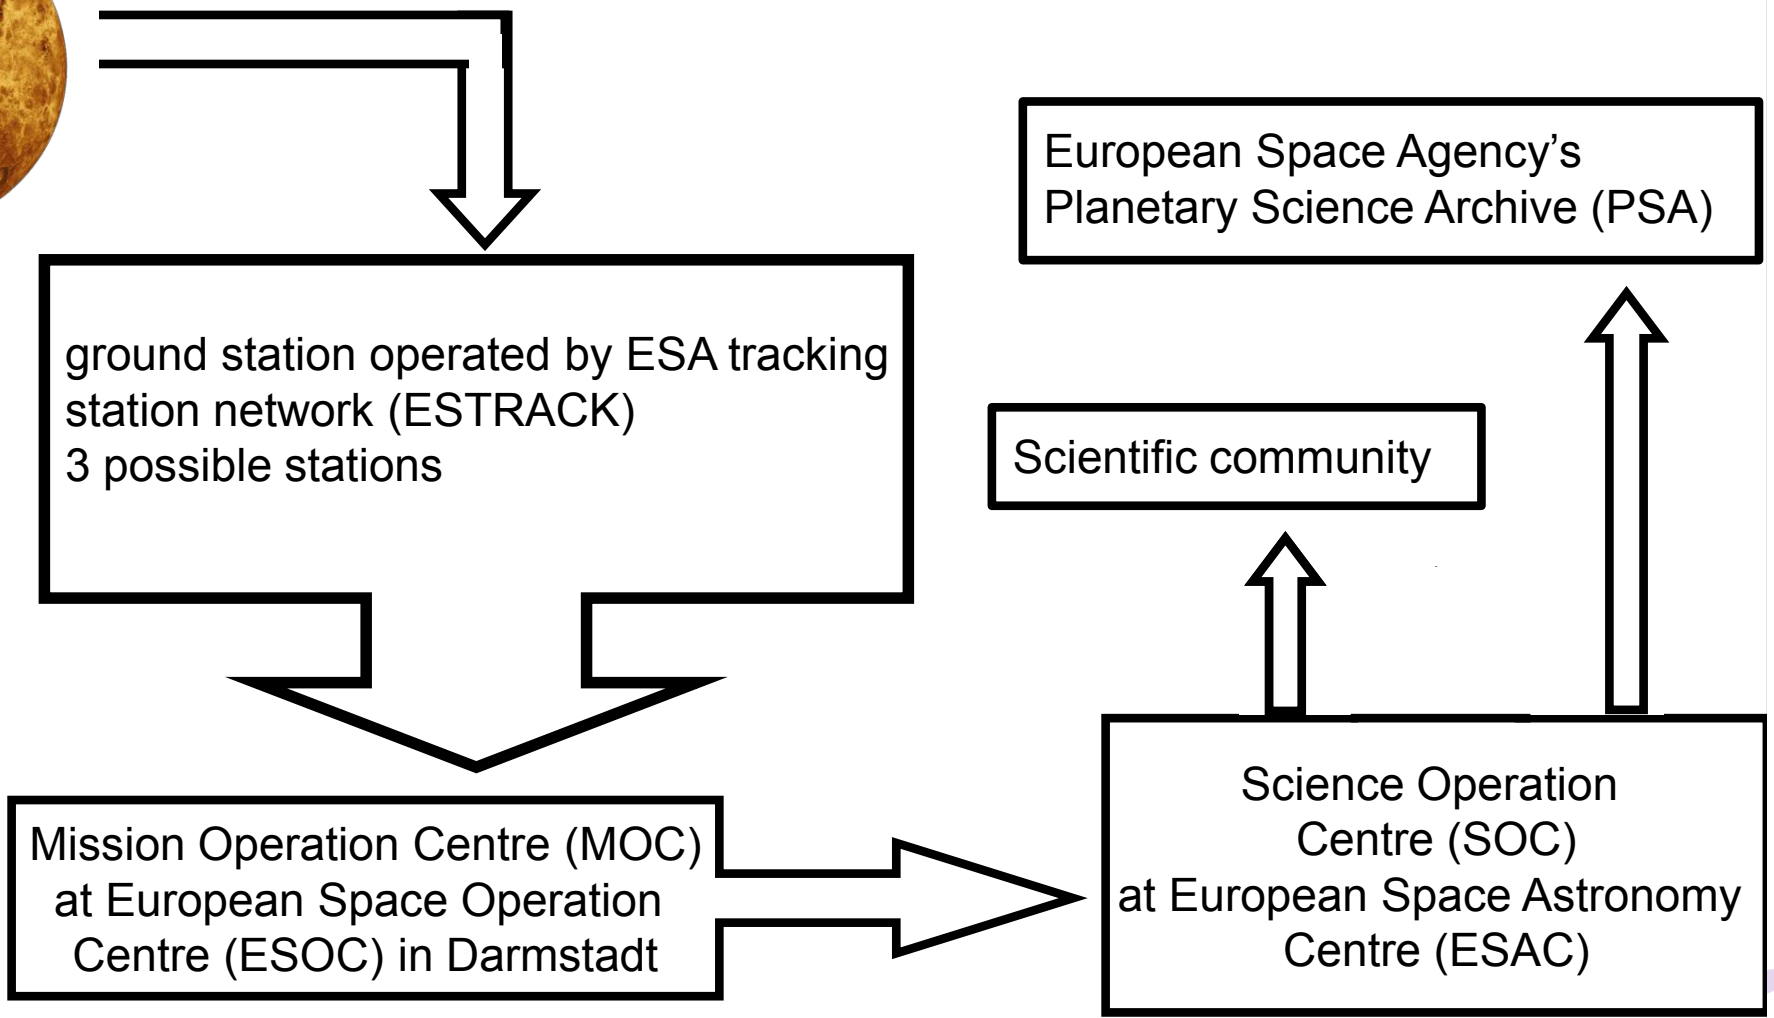 ground station operated by ESA tracking
station network (ESTRACK)
3 possible stations
Mission Operation Centre (MOC)
at European Space Operation
Centre (ESOC) in Darmstadt
Science Operation
Centre (SOC)
at European Space Astronomy
Centre (ESAC)
Scientific community
European Space Agency’s
Planetary Science Archive (PSA)